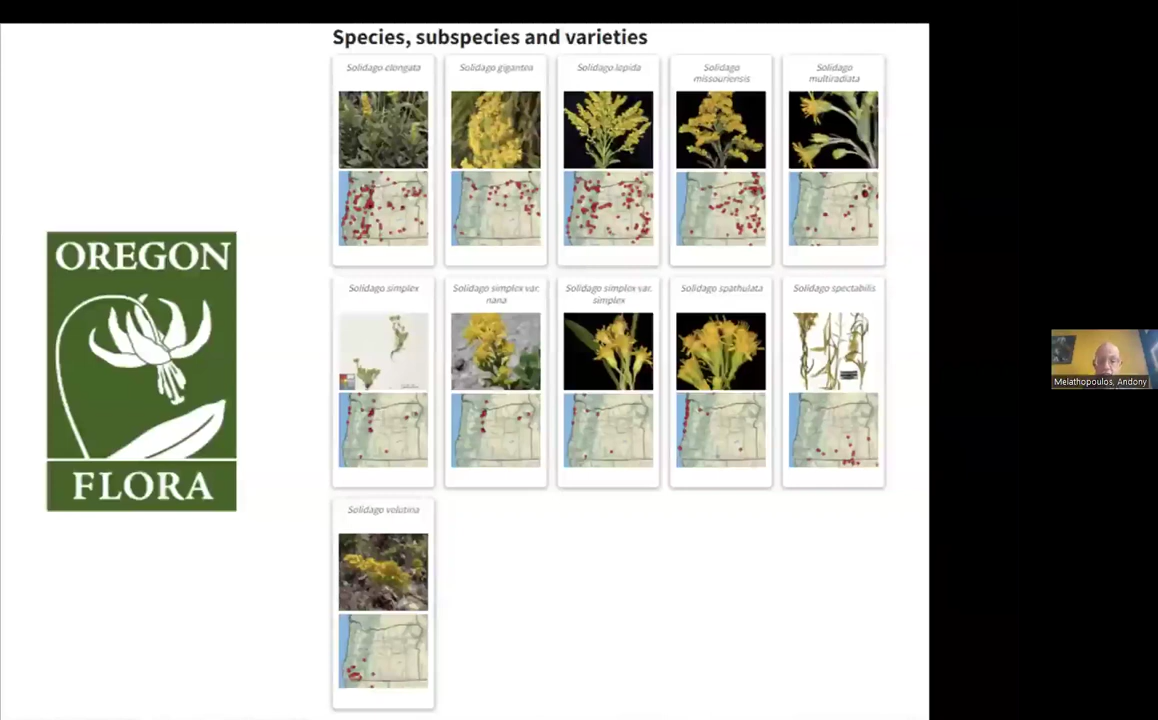 Species, subspecies and varieties
Solidago elongata
Solidago gigantea
Solidago lepida
Solidago
missouriensis
Solidago
multiradiata
OREGON
FLORA
Solidago simplex
Solidago simplex var.
nana
Solidago simplex var.
simplex
Solidago spathulata
Solidago spectabilis
Melathopoulos, Andony
Solidago velutina